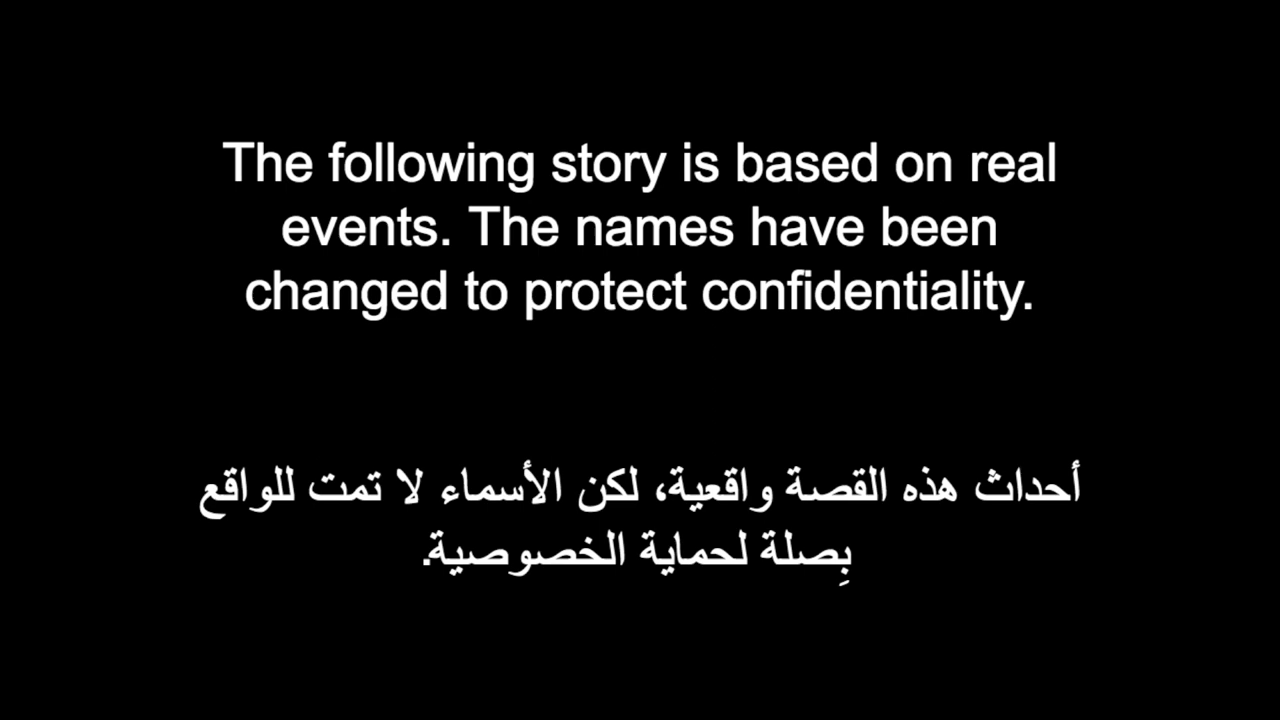 The following story is based on real
events. The names have been
changed to protect confidentiality.
أحداث هذه القصة واقعية، لكن الأسماء لا تمت للواقع
بِصلة لحماية الخصوصية.